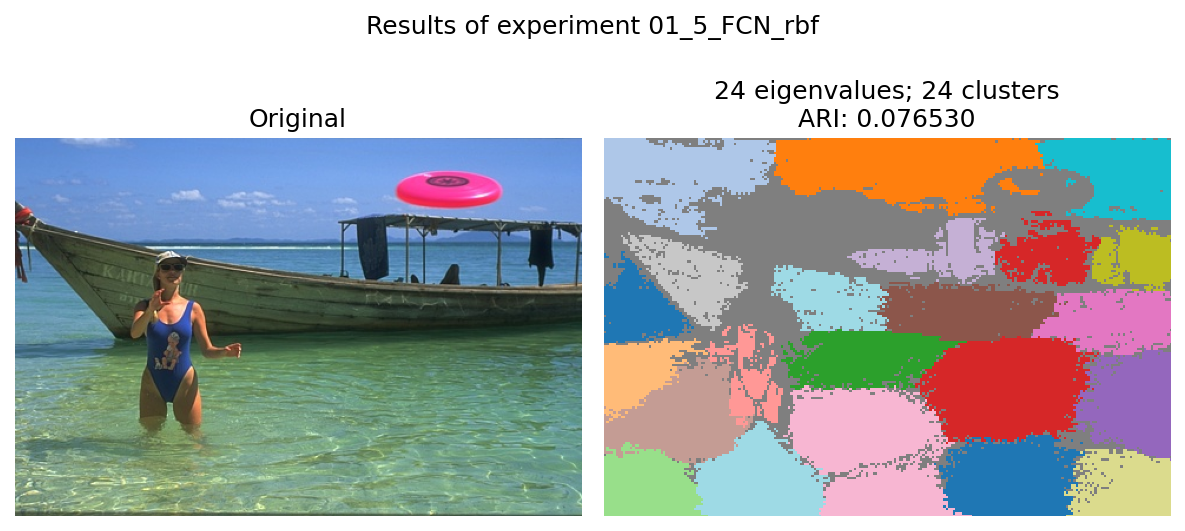 Results of experiment 01_5_FCN_rbf
Original
24 eigenvalues; 24 clusters
ARI: 0.076530